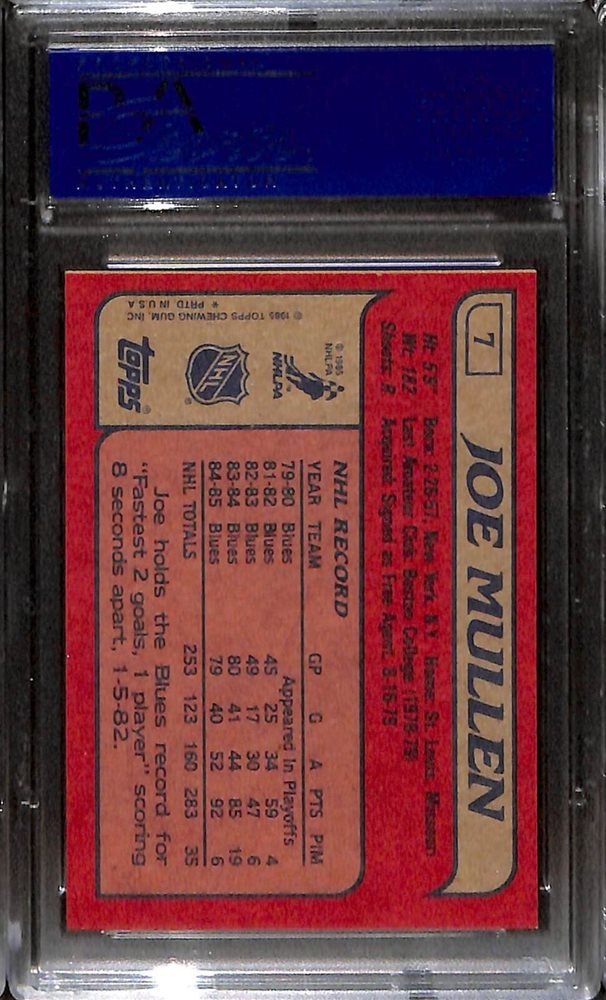 7
JOE MULLEN
Ht: 5'9" Born: 2-26-57, New York, N.Y. Home: St. Louis, Missouri
Wt: 182 Last Amateur Club: Boston College (1978-79)
Shoots: R Acquired: Signed as Free Agent, 8-16-79
© 1985
NHLPA
NHLPA
NHL
topps
© 1985 TOPPS CHEWING GUM, INC
* PRTD IN U.S.A
NHL RECORD
YEAR TEAM GP G A PTS PIM
79-80 Blues Appeared In Playoffs
81-82 Blues 45 25 34 59 4
82-83 Blues 49 17 30 47 6
83-84 Blues 80 41 44 85 19
84-85 Blues 79 40 52 92 6
NHL TOTALS 253 123 160 283 35
Joe holds the Blues record for
"Fastest 2 goals, 1 player" scoring
8 seconds apart, 1-5-82.